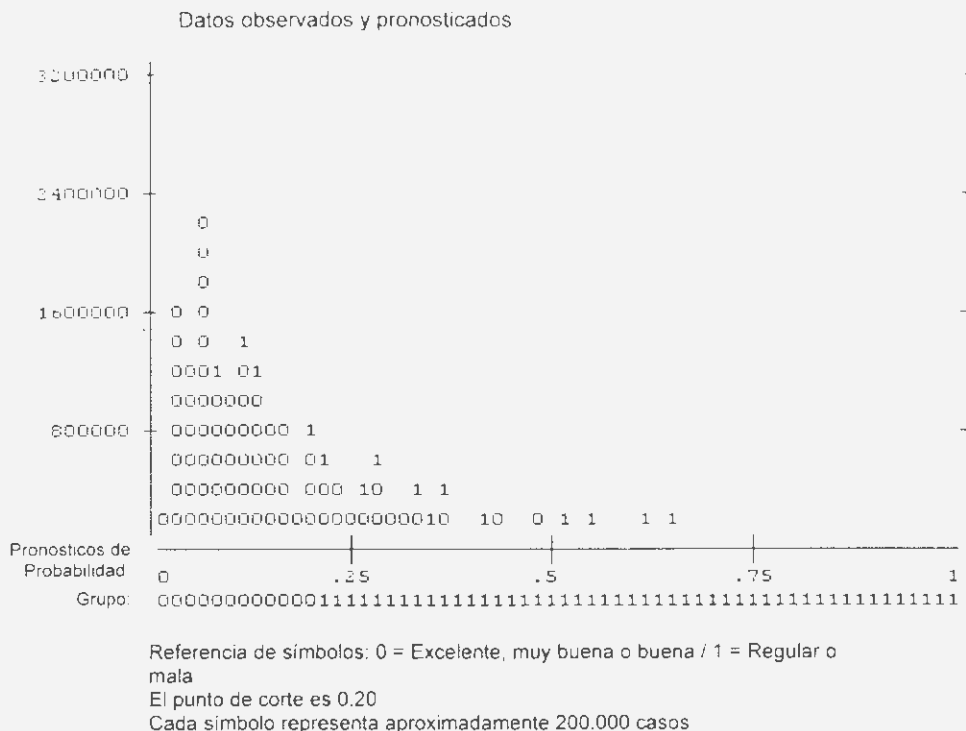 Datos observados y pronosticados
3200000
2400000
0
0
0
1600000 0 0
0 0 1
0001 01
0000000
800000 000000000 1
000000000 01 1
000000000 000 10 1 1
0000000000000000000010 10 0 1 1 1 1
Pronosticos de
Probabilidad 0 .25 .5 .75 1
Grupo: 000000000000111111111111111111111111111111111111111111111111
Referencia de símbolos: 0 = Excelente, muy buena o buena / 1 = Regular o
mala
El punto de corte es 0.20
Cada símbolo representa aproximadamente 200.000 casos